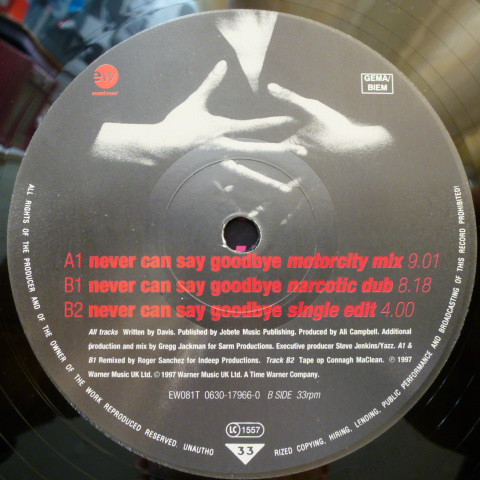 ew
eastwest
GEMA/
BIEM
A1 never can say goodbye motorcity mix 9.01
B1 never can say goodbye narcotic dub 8.18
B2 never can say goodbye single edit 4.00
All tracks Written by Davis. Published by Jobete Music Publishing. Produced by Ali Campbell. Additional
production and mix by Gregg Jackman for Sarm Productions. Executive producer Steve Jenkins/Yazz. A1 &
B1 Remixed by Roger Sanchez for Indeep Productions. Track B2 Tape op Connagh MacLean. ℗ 1997
Warner Music UK Ltd. © 1997 Warner Music UK Ltd. A Time Warner Company.
EW081T 0630-17966-0 B SIDE 33rpm
LC 1557
33
ALL RIGHTS OF THE PRODUCER AND OF THE OWNER OF THE WORK REPRODUCED RESERVED. UNAUTHO RIZED COPYING, HIRING, LENDING, PUBLIC PERFORMANCE AND BROADCASTING OF THIS RECORD PROHIBITED!